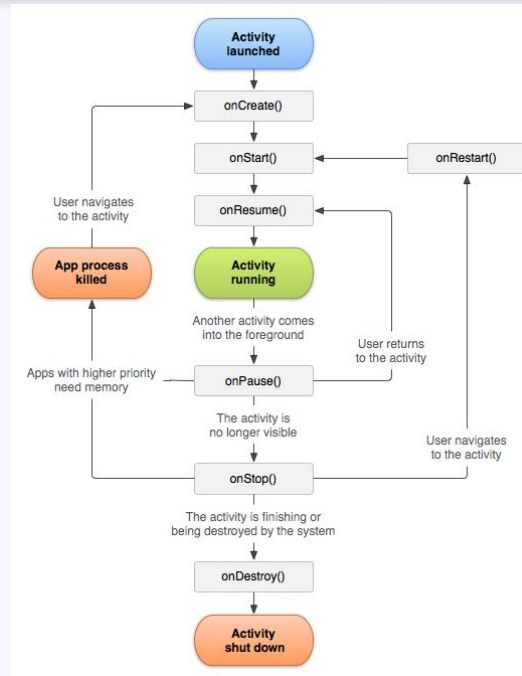 Activity
launched
onCreate()
onStart()
onRestart()
User navigates
to the activity
onResume()
App process
killed
Activity
running
Another activity comes
into the foreground
User returns
to the activity
Apps with higher priority
need memory
onPause()
The activity is
no longer visible
User navigates
to the activity
onStop()
The activity is finishing or
being destroyed by the system
onDestroy()
Activity
shut down